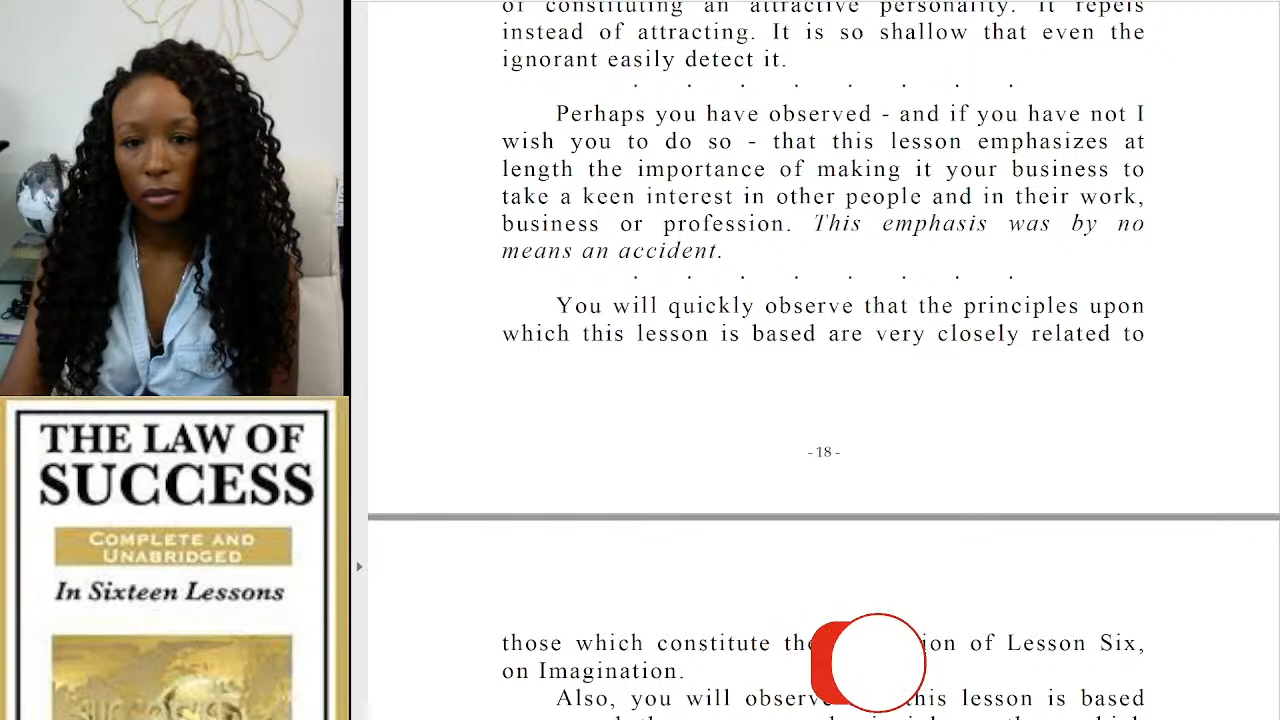 of constituting an attractive personality. It repels
instead of attracting. It is so shallow that even the
ignorant easily detect it.
. . . . . . . .
Perhaps you have observed - and if you have not I
wish you to do so - that this lesson emphasizes at
length the importance of making it your business to
take a keen interest in other people and in their work,
business or profession. This emphasis was by no
means an accident.
. . . . . . . .
You will quickly observe that the principles upon
which this lesson is based are very closely related to
- 18 -
those which constitute the ion of Lesson Six,
on Imagination.
Also, you will observe this lesson is based
THE LAW OF
SUCCESS
COMPLETE AND
UNABRIDGED
In Sixteen Lessons